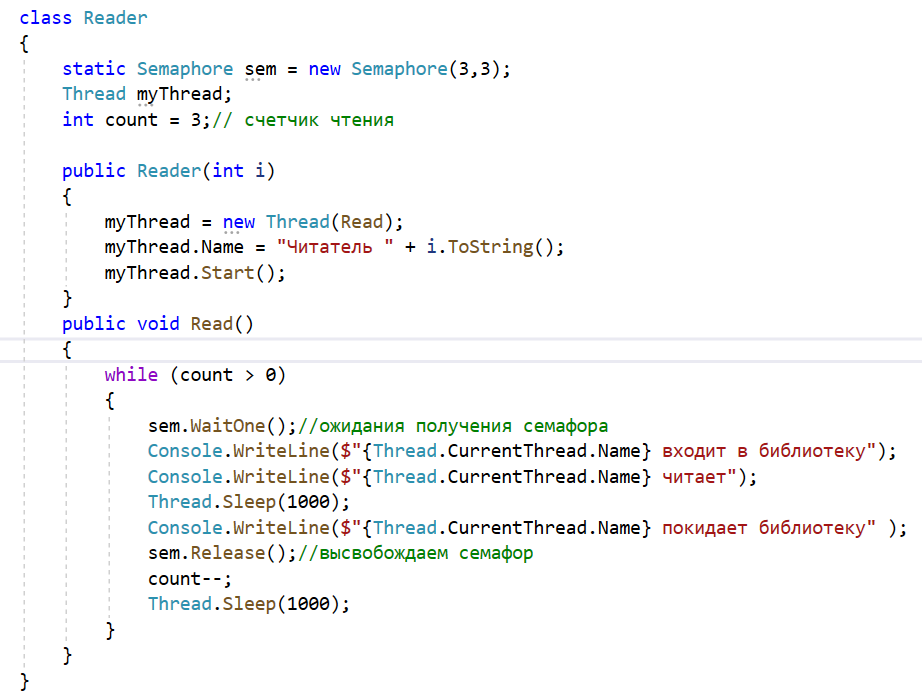 class Reader
{
static Semaphore sem = new Semaphore(3,3);
Thread myThread;
int count = 3;// счетчик чтения
public Reader(int i)
{
myThread = new Thread(Read);
myThread.Name = "Читатель " + i.ToString();
myThread.Start();
}
public void Read()
{
while (count > 0)
{
sem.WaitOne();//ожидания получения семафора
Console.WriteLine($"{Thread.CurrentThread.Name} входит в библиотеку");
Console.WriteLine($"{Thread.CurrentThread.Name} читает");
Thread.Sleep(1000);
Console.WriteLine($"{Thread.CurrentThread.Name} покидает библиотеку" );
sem.Release();//высвобождаем семафор
count--;
Thread.Sleep(1000);
}
}
}